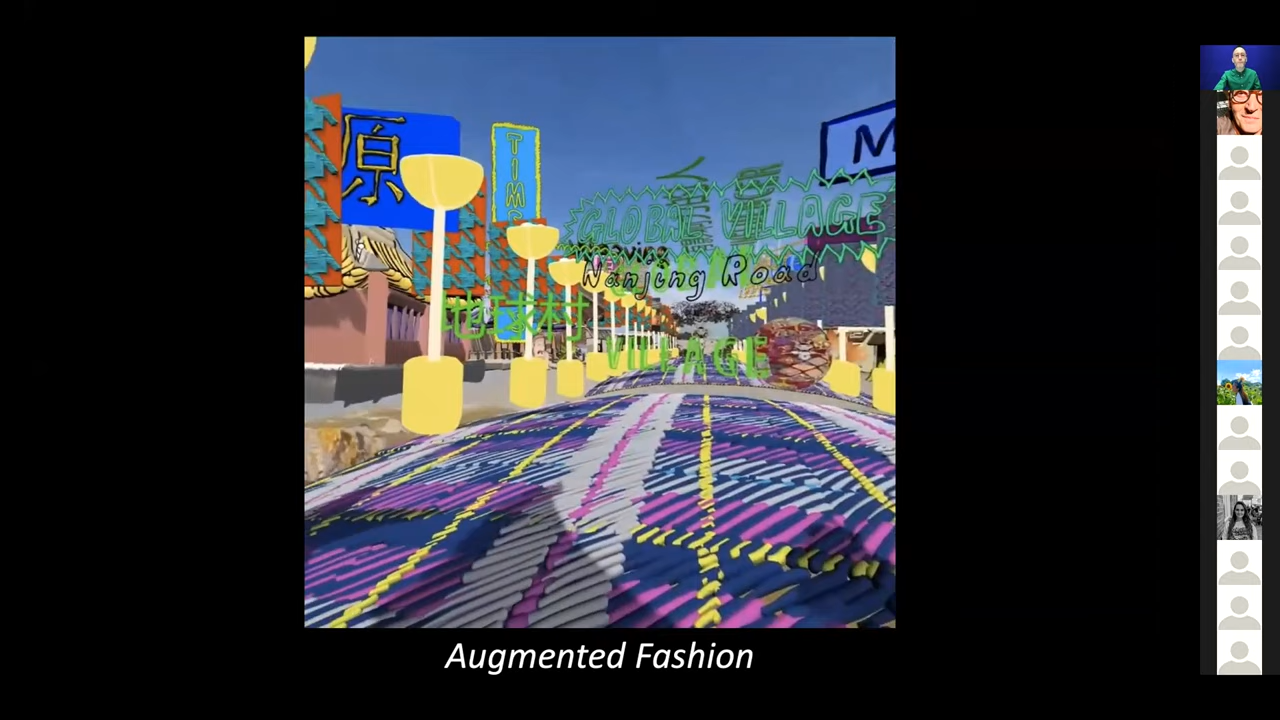 原
TIMS
M
GLOBAL VILLAGE
Nanjing Road
地球村
VILLAGE
Augmented Fashion